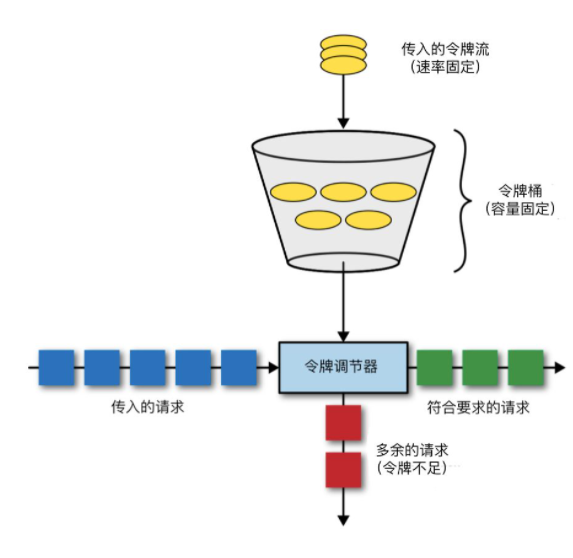 传入的令牌流
（速率固定）
令牌桶
（容量固定）
令牌调节器
传入的请求
符合要求的请求
多余的请求
（令牌不足）